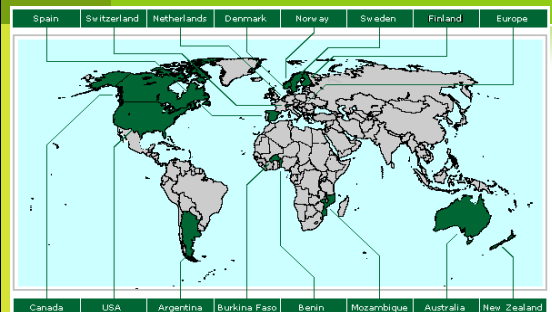 Spain Switzerland Netherlands Denmark Norway Sweden Finland Europe
Canada USA Argentina Burkina Faso Benin Mozambique Australia New Zealand